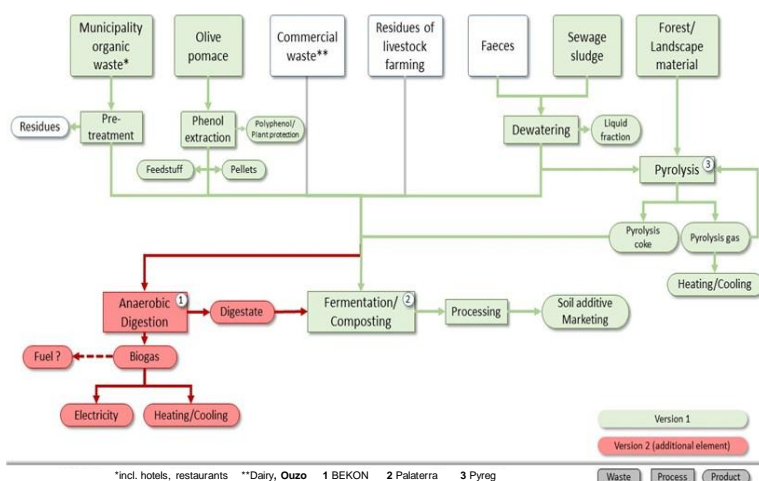 Municipality
organic
waste*
Olive
pomace
Commercial
waste**
Residues of
livestock
farming
Faeces
Sewage
sludge
Forest/
Landscape
material
Residues
Pre-
treatment
Phenol
extraction
Polyphenol/
Plant protection
Dewatering
Liquid
fraction
Feedstuff
Pellets
Pyrolysis
3
Pyrolysis
coke
Pyrolysis gas
Heating/Cooling
Anaerobic
Digestion
1
Digestate
Fermentation/
Composting
2
Processing
Soil additive
Marketing
Fuel ?
Biogas
Electricity
Heating/Cooling
Version 1
Version 2 (additional element)
*incl. hotels, restaurants **Dairy, Ouzo 1 BEKON 2 Palaterra 3 Pyreg
Waste
Process
Product